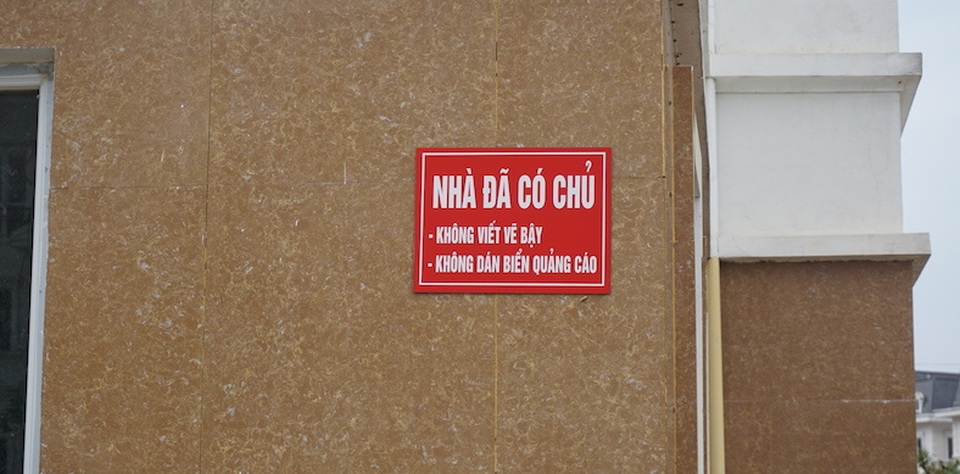 NHÀ ĐÃ CÓ CHỦ
- KHÔNG VIẾT VẼ BẬY
- KHÔNG DÁN BIỂN QUẢNG CÁO